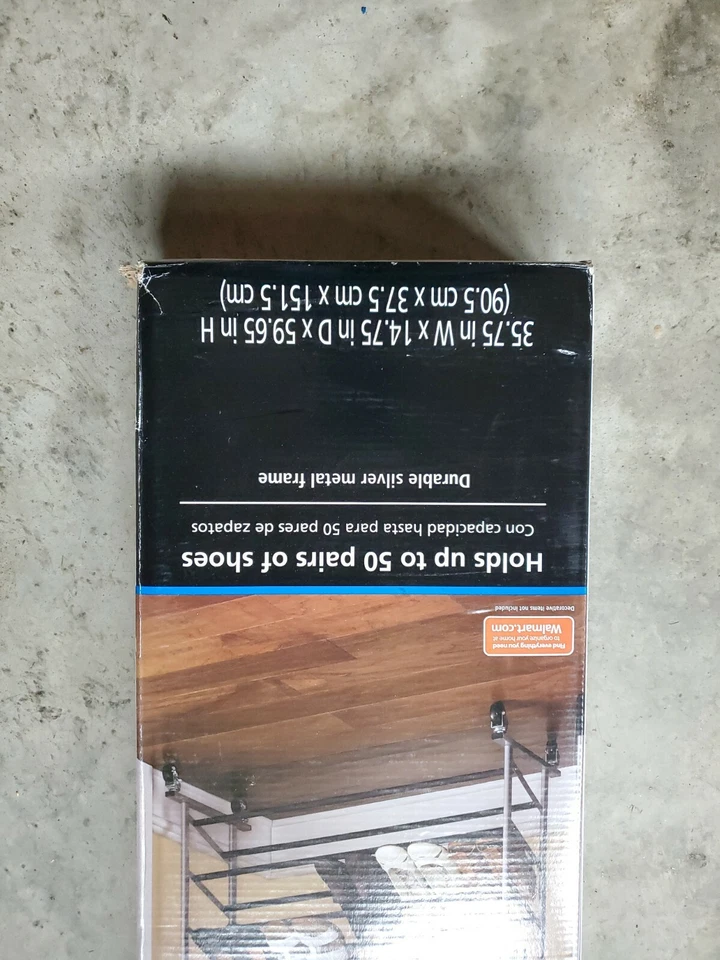 Find everything you need
to organize your home at
Walmart.com
Decorative items not included
Holds up to 50 pairs of shoes
Con capacidad hasta para 50 pares de zapatos
Durable silver metal frame
35.75 in W x 14.75 in D x 59.65 in H
(90.5 cm x 37.5 cm x 151.5 cm)